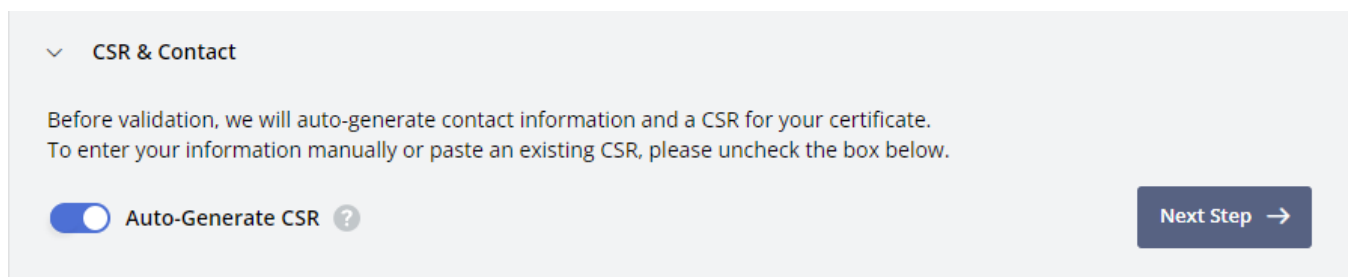 CSR & Contact
Before validation, we will auto-generate contact information and a CSR for your certificate.
To enter your information manually or paste an existing CSR, please uncheck the box below.
Auto-Generate CSR ?
Next Step →